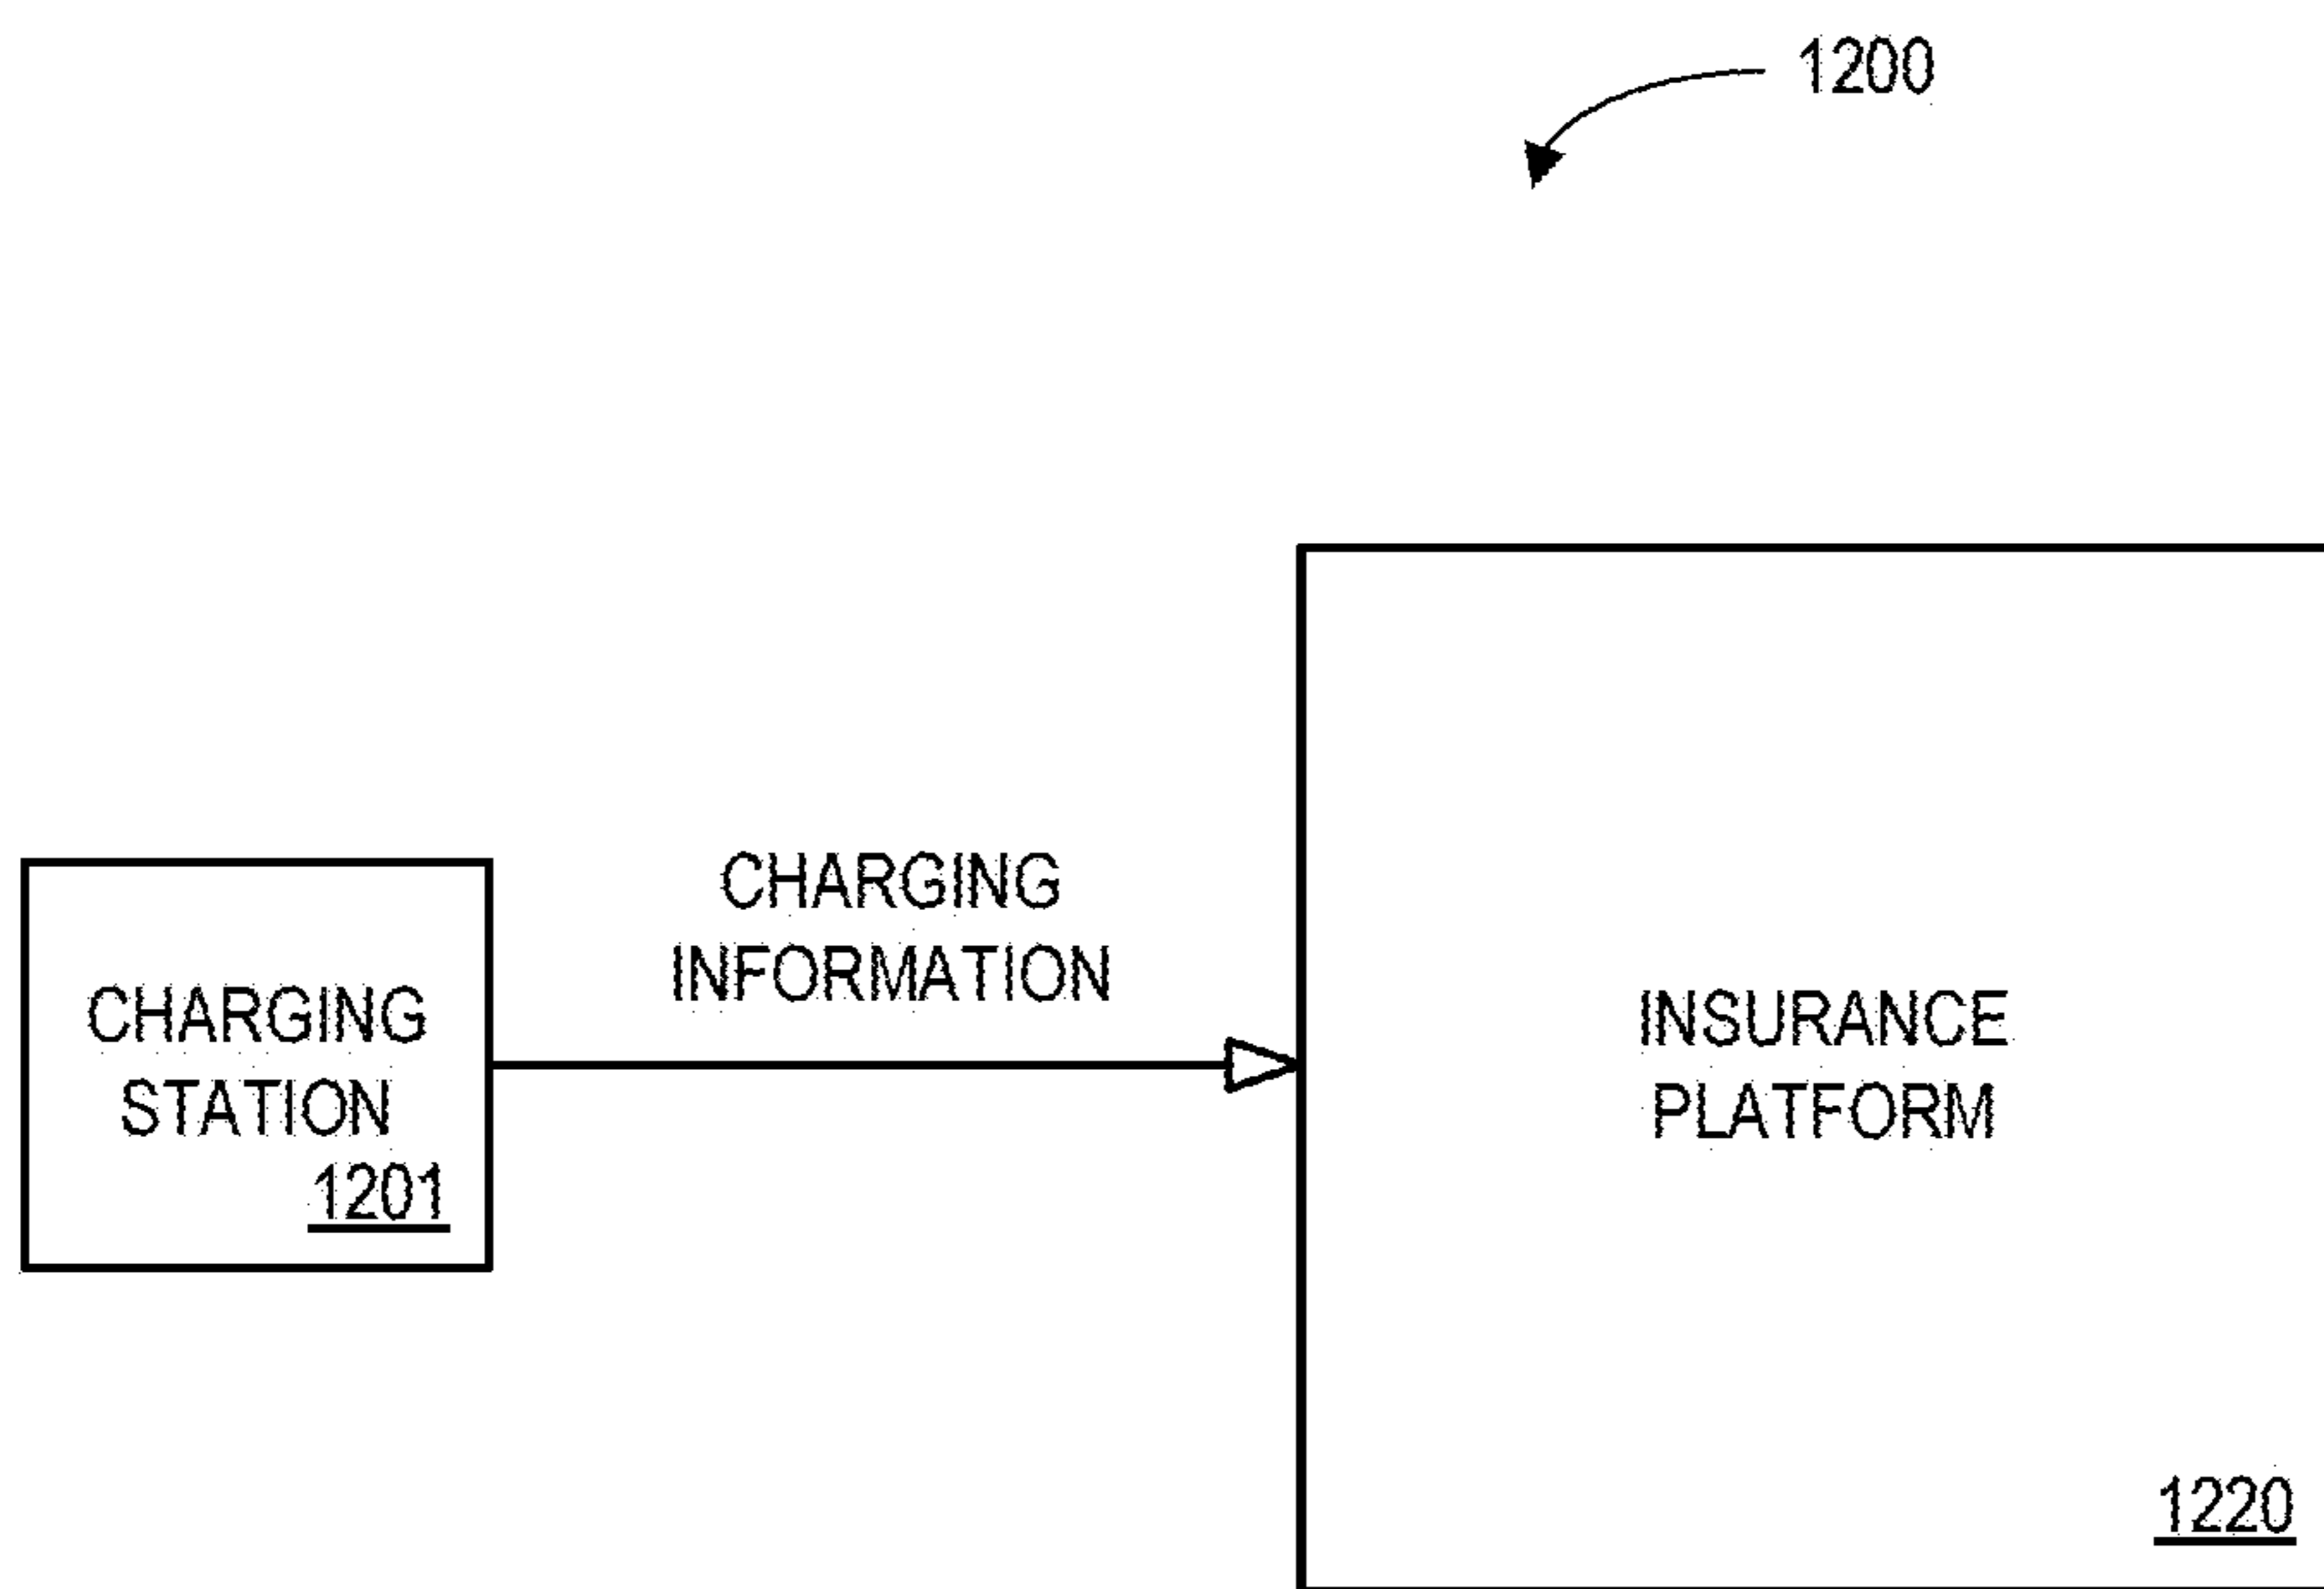 1200
CHARGING
STATION
1201
CHARGING
INFORMATION
INSURANCE
PLATFORM
1220